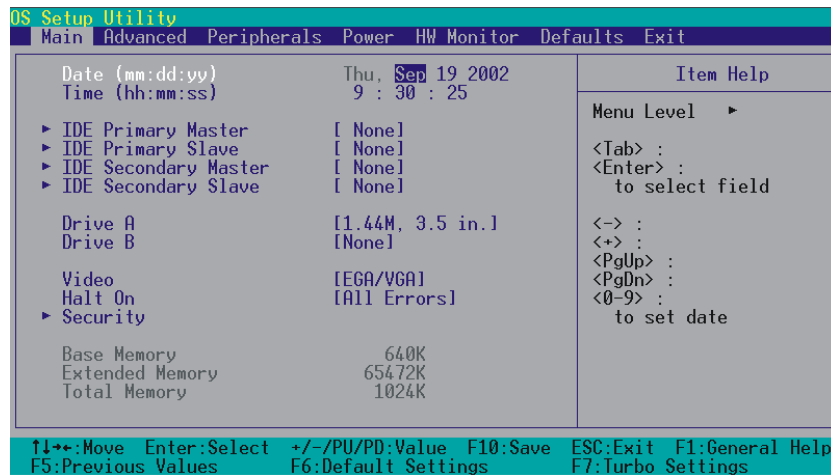 OS Setup Utility
Main Advanced Peripherals Power HW Monitor Defaults Exit
Date (mm:dd:yy) Thu, Sep 19 2002
Time (hh:mm:ss) 9 : 30 : 25
► IDE Primary Master [ None]
► IDE Primary Slave [ None]
► IDE Secondary Master [ None]
► IDE Secondary Slave [ None]
Drive A [1.44M, 3.5 in.]
Drive B [None]
Video [EGA/VGA]
Halt On [All Errors]
► Security
Base Memory 640K
Extended Memory 65472K
Total Memory 1024K
Item Help
Menu Level ►
<Tab> :
<Enter> :
to select field
<-> :
<+> :
<PgUp> :
<PgDn> :
<0-9> :
to set date
↑↓→←:Move Enter:Select +/-/PU/PD:Value F10:Save ESC:Exit F1:General Help
F5:Previous Values F6:Default Settings F7:Turbo Settings